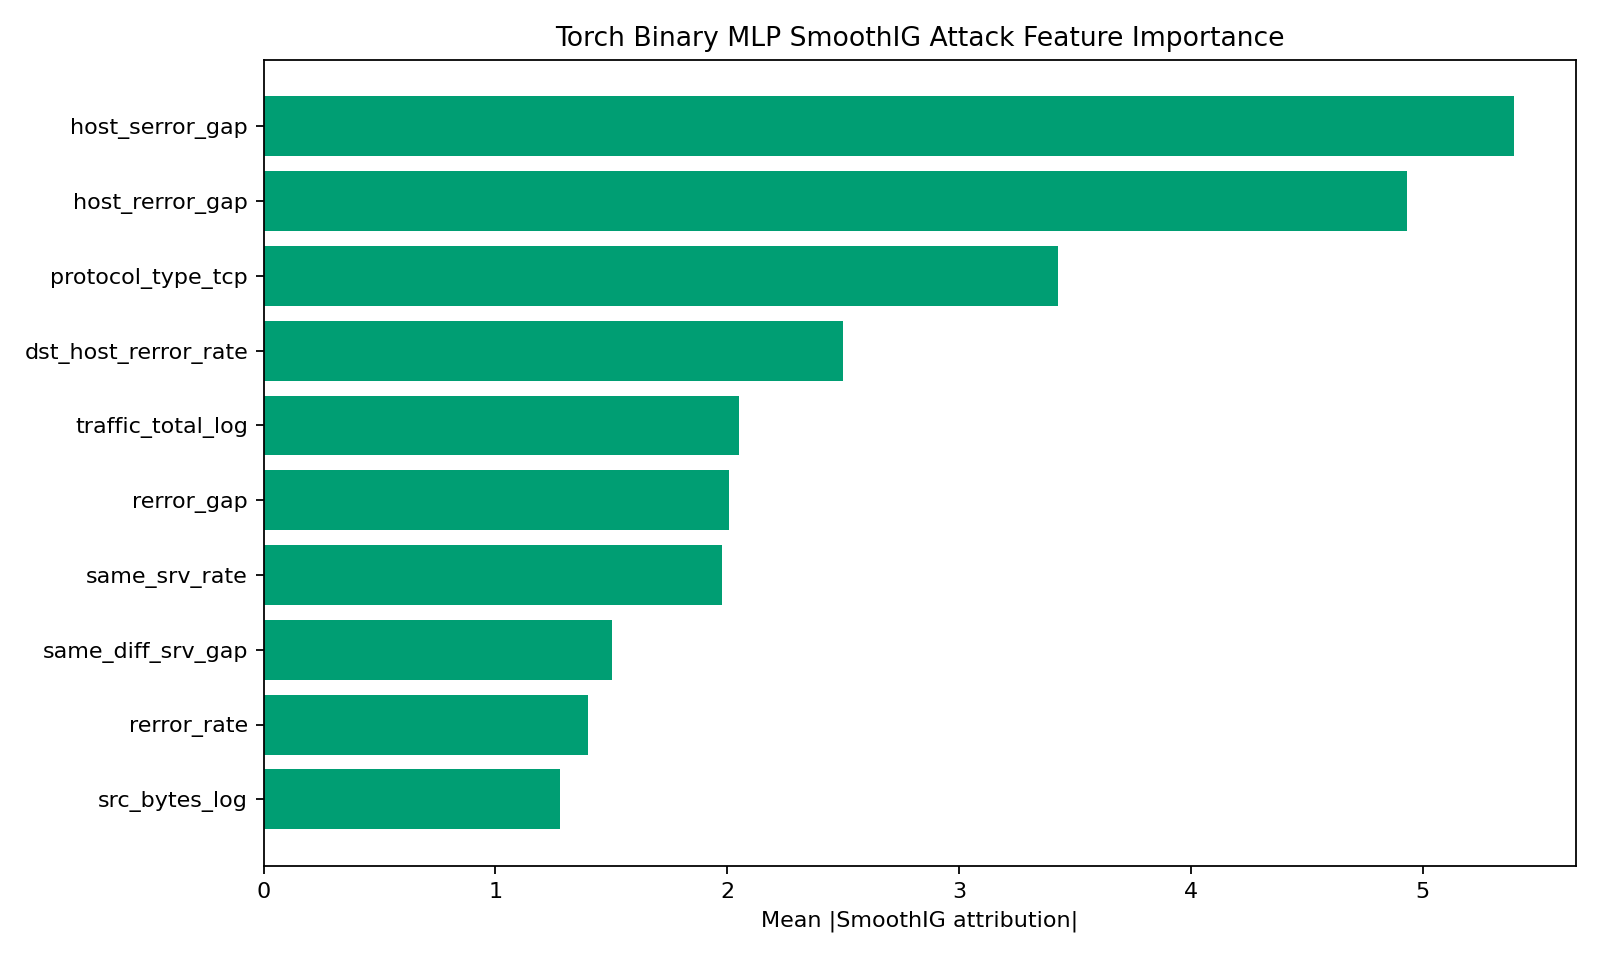 Torch Binary MLP SmoothIG Attack Feature Importance
host_serror_gap
host_rerror_gap
protocol_type_tcp
dst_host_rerror_rate
traffic_total_log
rerror_gap
same_srv_rate
same_diff_srv_gap
rerror_rate
src_bytes_log
0 1 2 3 4 5
Mean |SmoothIG attribution|